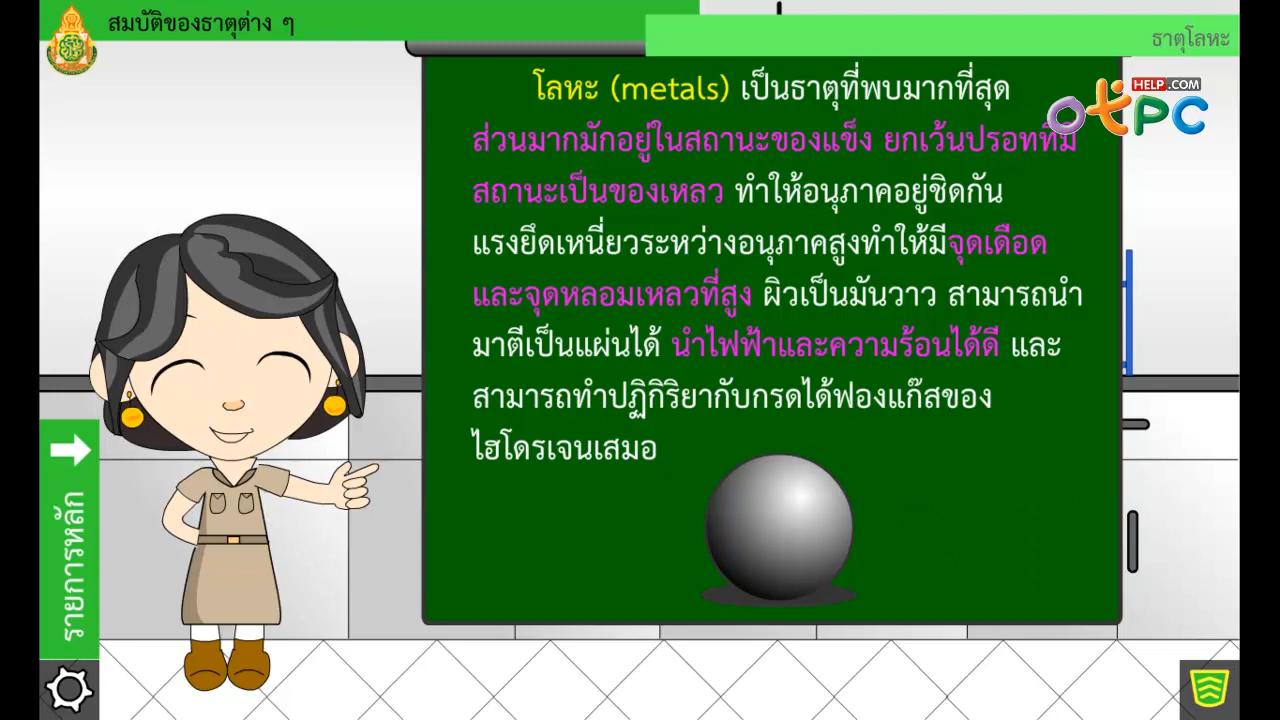 สมบัติของธาตุต่าง ๆ
ธาตุโลหะ
HELP.COM
OTPC
โลหะ (metals) เป็นธาตุที่พบมากที่สุด
ส่วนมากมักอยู่ในสถานะของแข็ง ยกเว้นปรอทที่มี
สถานะเป็นของเหลว ทำให้อนุภาคอยู่ชิดกัน
แรงยึดเหนี่ยวระหว่างอนุภาคสูงทำให้มีจุดเดือด
และจุดหลอมเหลวที่สูง ผิวเป็นมันวาว สามารถนำ
มาตีเป็นแผ่นได้ นำไฟฟ้าและความร้อนได้ดี และ
สามารถทำปฏิกิริยากับกรดได้ฟองแก๊สของ
ไฮโดรเจนเสมอ
รายการหลัก